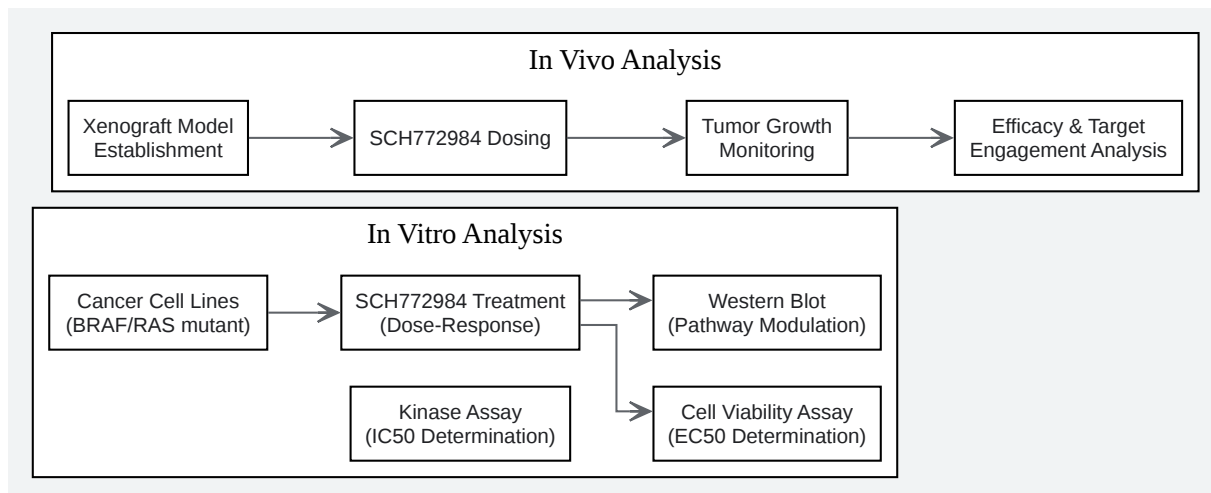 In Vivo Analysis
Xenograft Model
Establishment
SCH772984 Dosing
Tumor Growth
Monitoring
Efficacy & Target
Engagement Analysis
In Vitro Analysis
Cancer Cell Lines
(BRAF/RAS mutant)
SCH772984 Treatment
(Dose-Response)
Western Blot
(Pathway Modulation)
Kinase Assay
(IC50 Determination)
Cell Viability Assay
(EC50 Determination)